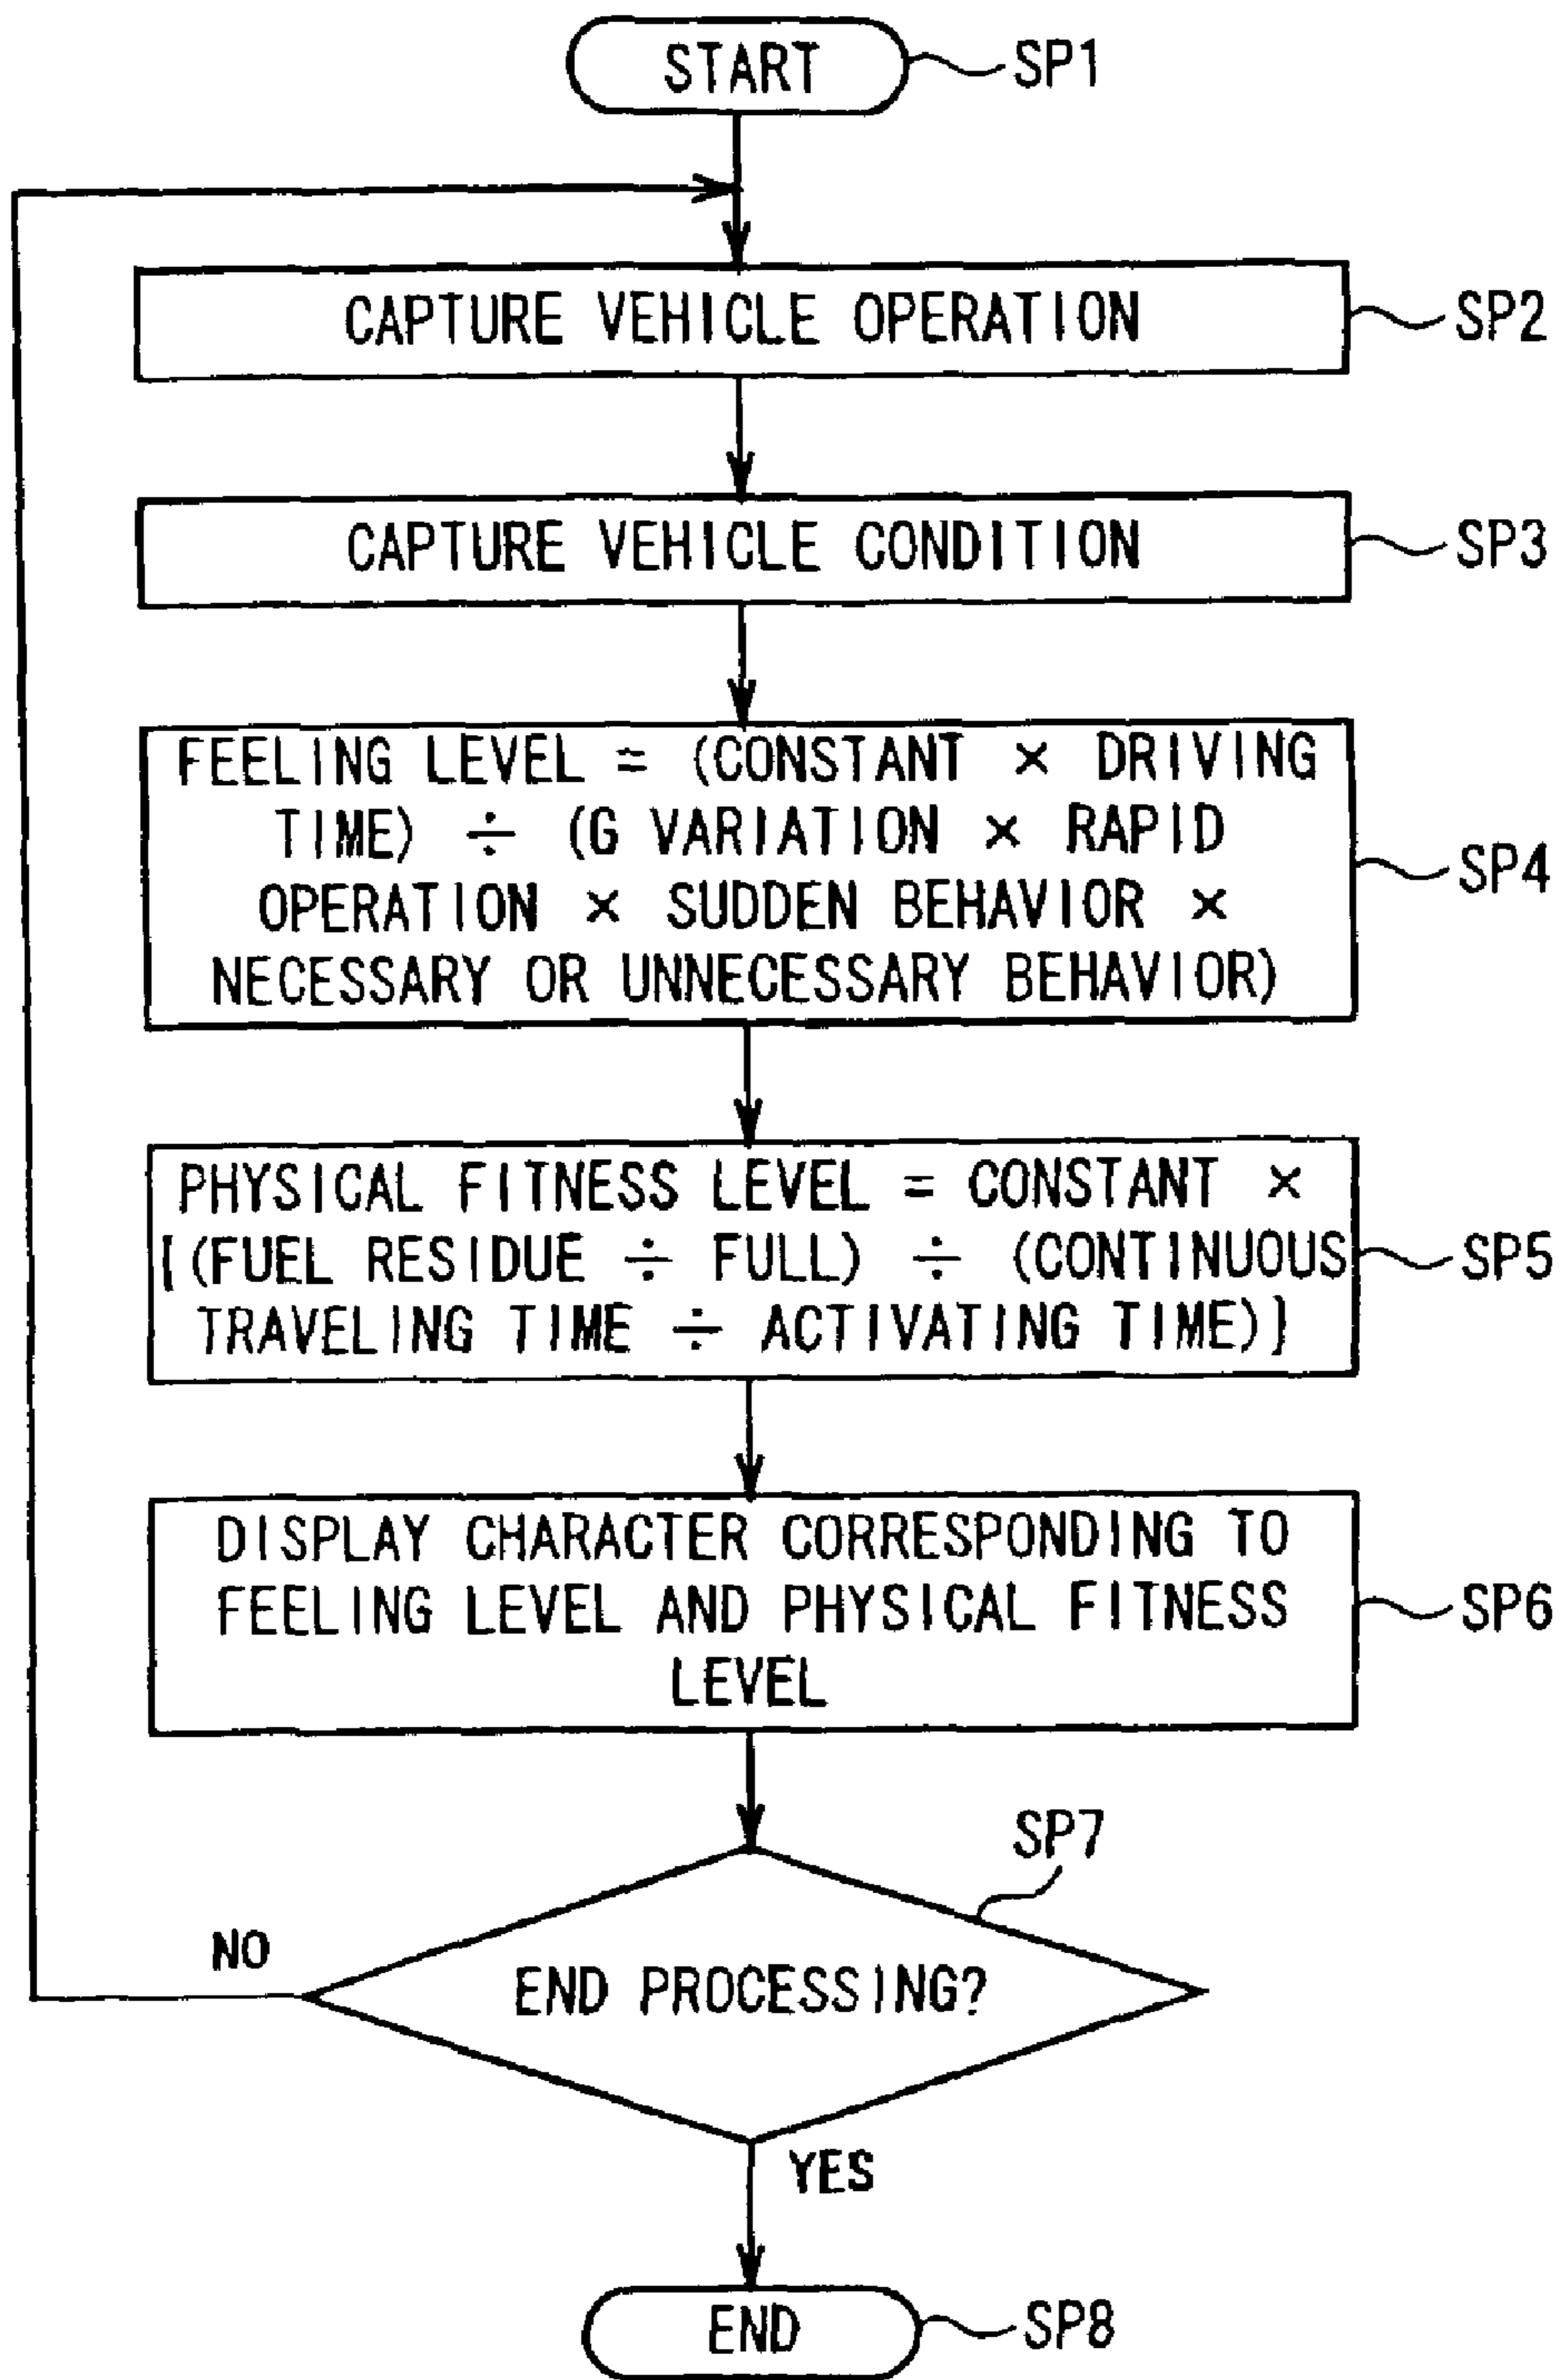 START
SP1
CAPTURE VEHICLE OPERATION
SP2
CAPTURE VEHICLE CONDITION
SP3
FEELING LEVEL = (CONSTANT × DRIVING
TIME) ÷ (G VARIATION × RAPID
OPERATION × SUDDEN BEHAVIOR ×
NECESSARY OR UNNECESSARY BEHAVIOR)
SP4
PHYSICAL FITNESS LEVEL = CONSTANT ×
[(FUEL RESIDUE ÷ FULL) ÷ (CONTINUOUS
TRAVELING TIME ÷ ACTIVATING TIME)]
SP5
DISPLAY CHARACTER CORRESPONDING TO
FEELING LEVEL AND PHYSICAL FITNESS
LEVEL
SP6
SP7
NO
END PROCESSING?
YES
END
SP8